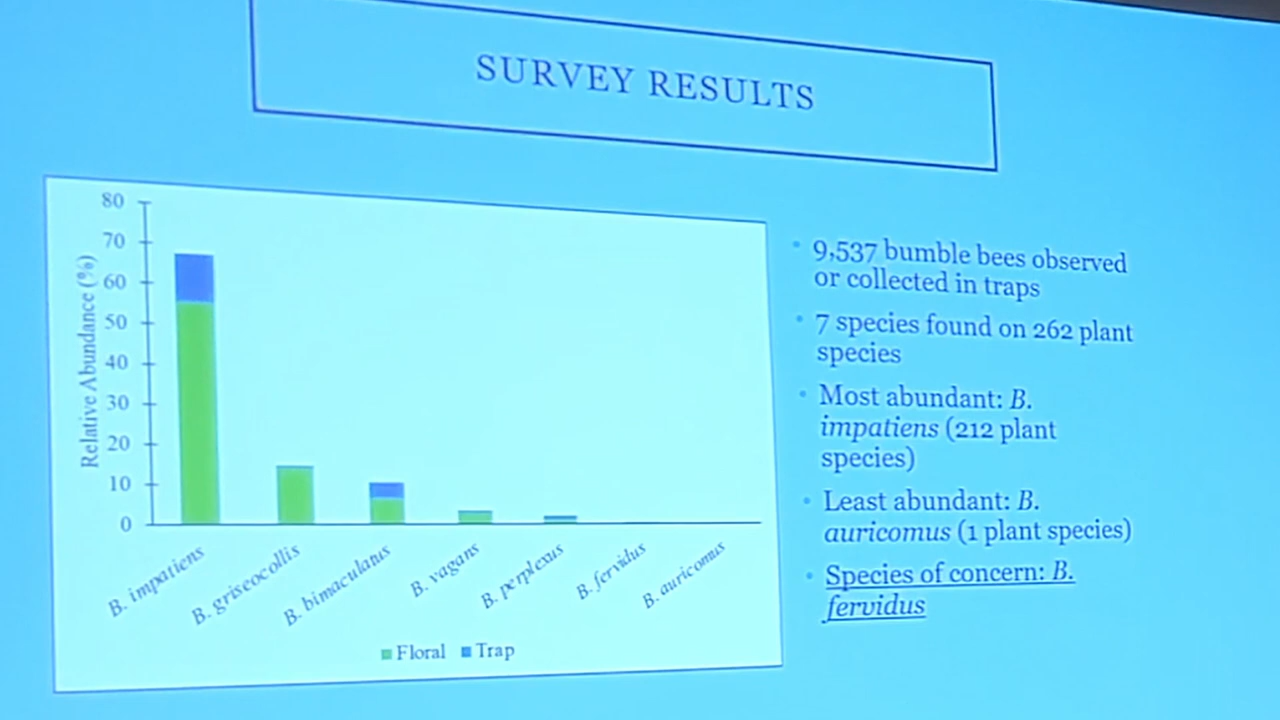 SURVEY RESULTS
80
70
60
50
40
30
20
10
0
Relative Abundance (%)
B. impatiens
B. griseocollis
B. bimaculatus
B. vagans
B. perplexus
B. fervidus
B. auricomus
Floral Trap
• 9,537 bumble bees observed
or collected in traps
• 7 species found on 262 plant
species
• Most abundant: B.
impatiens (212 plant
species)
• Least abundant: B.
auricomus (1 plant species)
• Species of concern: B.
fervidus